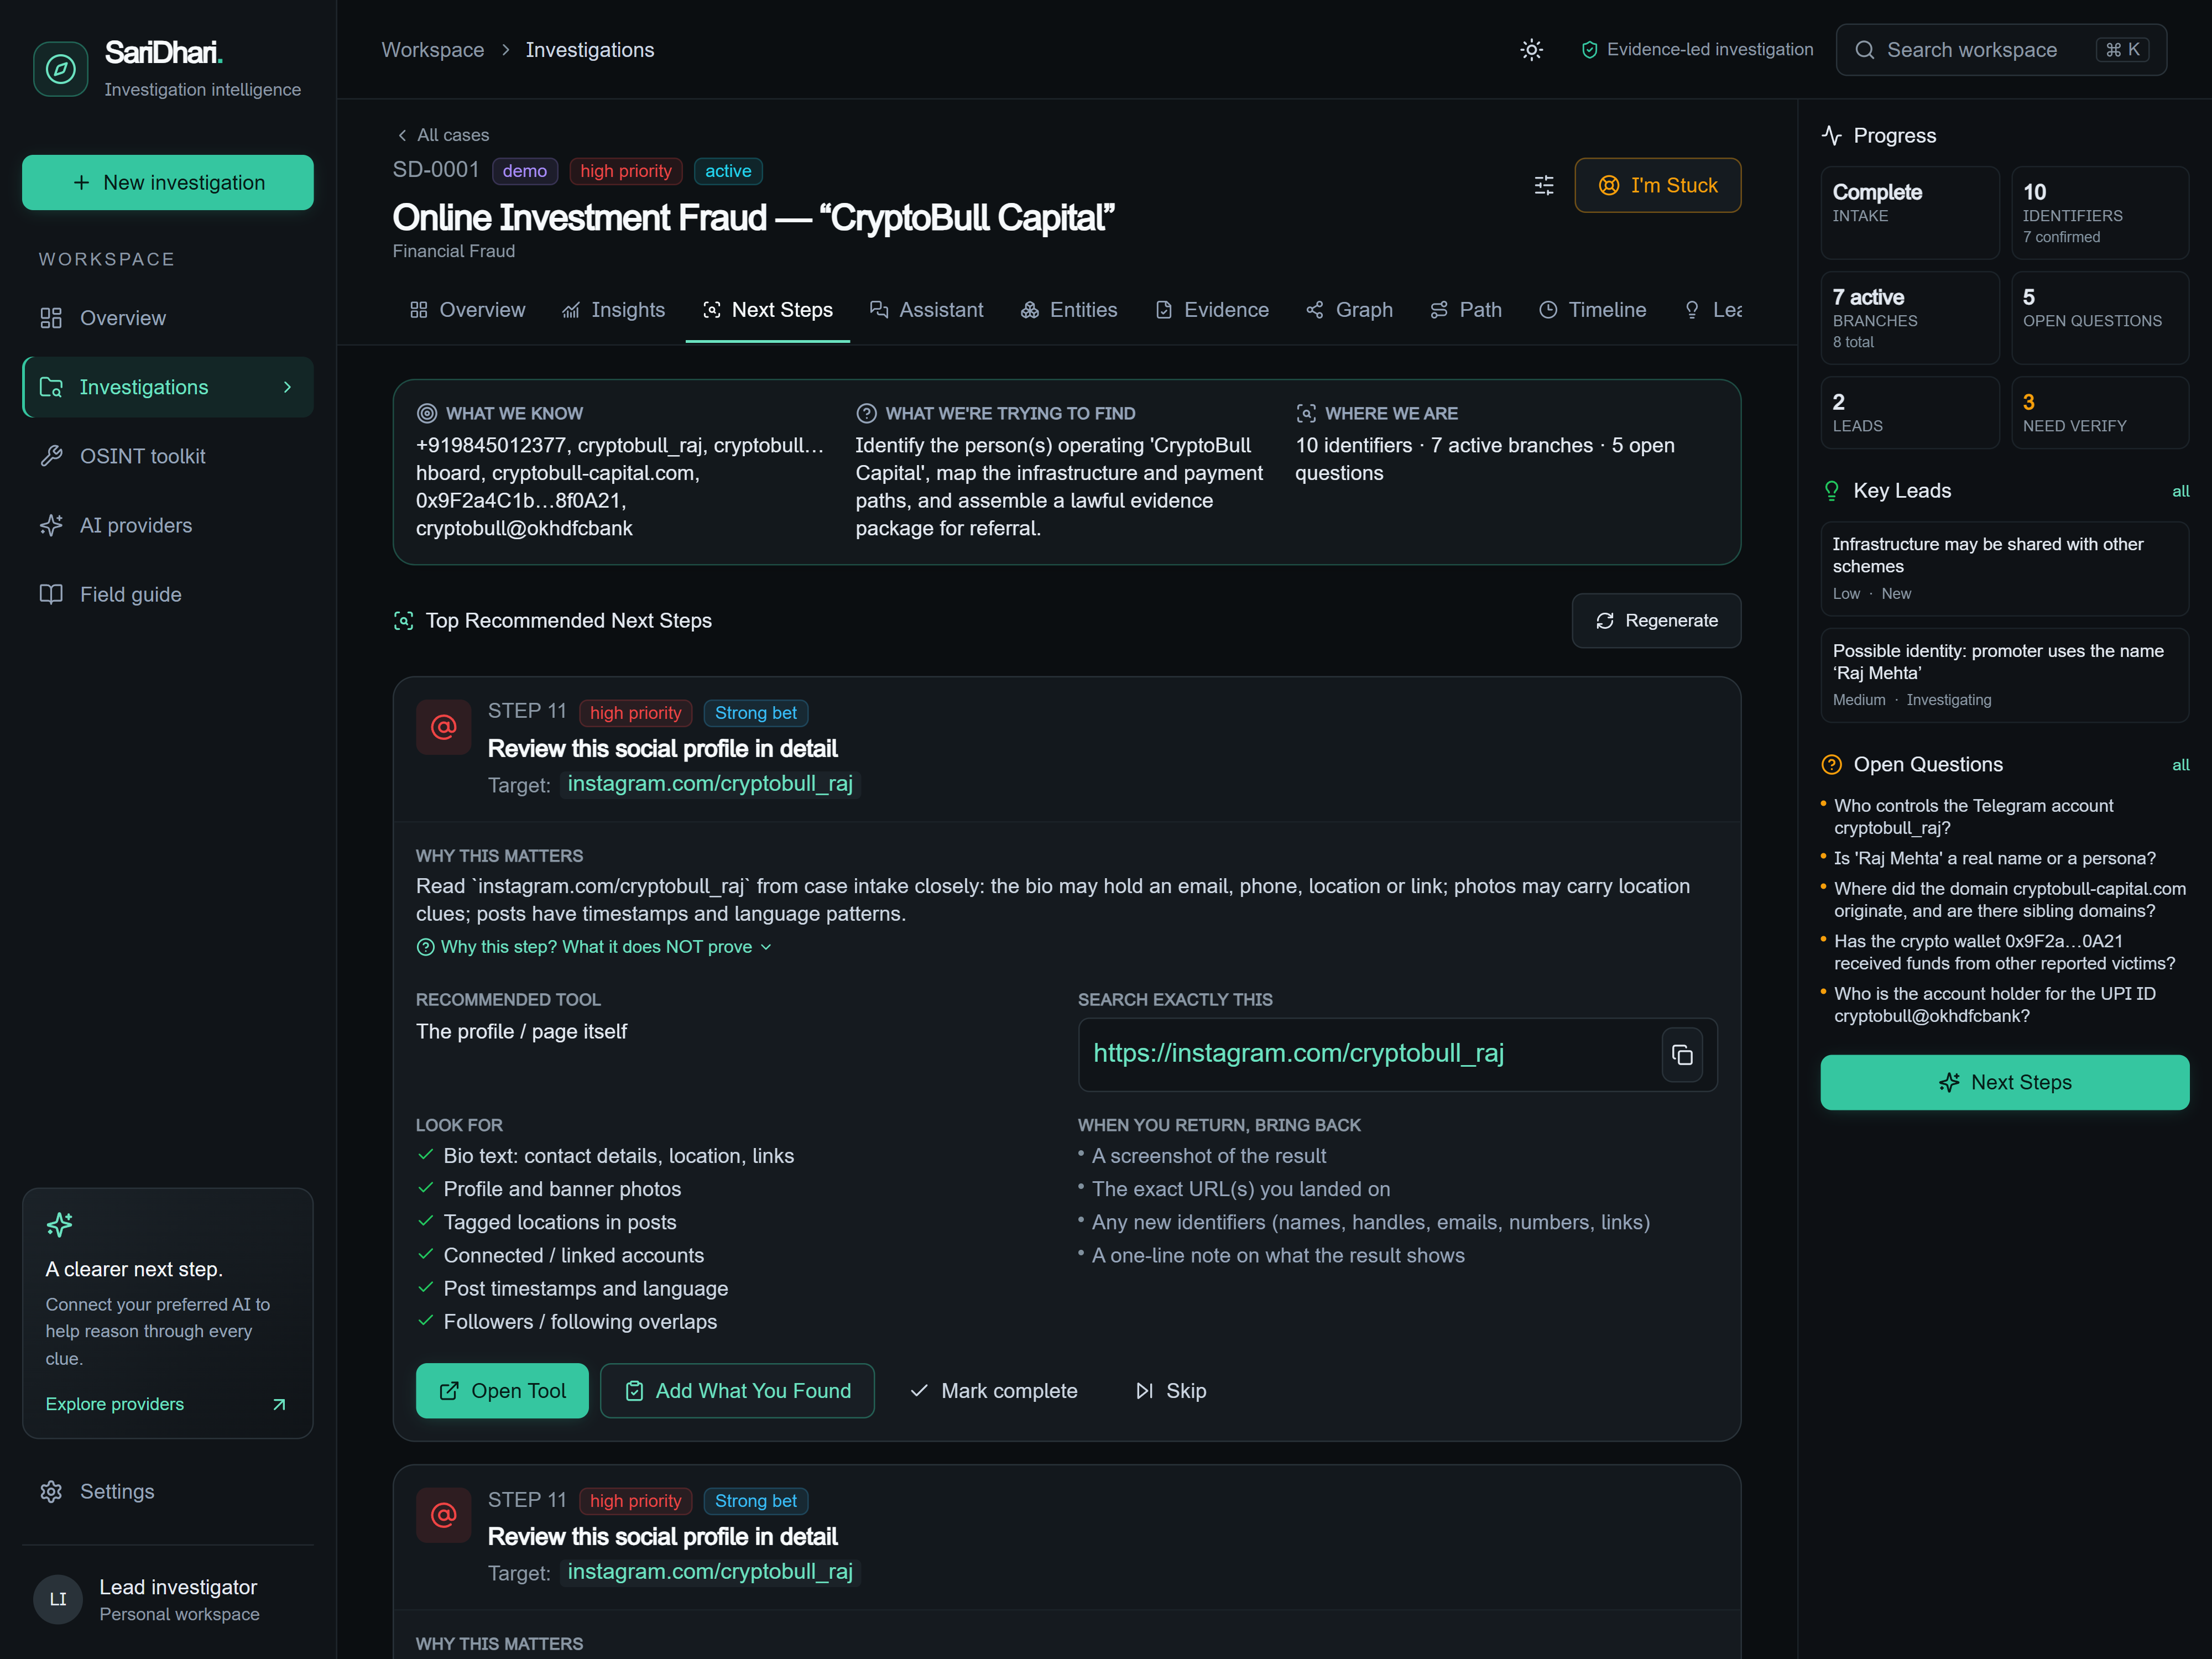 SariDhari.
Investigation intelligence
New investigation
WORKSPACE
Overview
Investigations
OSINT toolkit
AI providers
Field guide
A clearer next step.
Connect your preferred AI to
help reason through every
clue.
Explore providers
Settings
LI
Lead investigator
Personal workspace
Workspace > Investigations
Evidence-led investigation
Search workspace
⌘ K
All cases
SD-0001 demo high priority active
I'm Stuck
Online Investment Fraud — “CryptoBull Capital”
Financial Fraud
Overview Insights Next Steps Assistant Entities Evidence Graph Path Timeline Lea
WHAT WE KNOW
+919845012377, cryptobull_raj, cryptobull…
hboard, cryptobull-capital.com,
0x9F2a4C1b…8f0A21,
cryptobull@okhdfcbank
WHAT WE'RE TRYING TO FIND
Identify the person(s) operating 'CryptoBull
Capital', map the infrastructure and payment
paths, and assemble a lawful evidence
package for referral.
WHERE WE ARE
10 identifiers · 7 active branches · 5 open
questions
Top Recommended Next Steps
Regenerate
STEP 11 high priority Strong bet
Review this social profile in detail
Target: instagram.com/cryptobull_raj
WHY THIS MATTERS
Read `instagram.com/cryptobull_raj` from case intake closely: the bio may hold an email, phone, location or link; photos may carry location
clues; posts have timestamps and language patterns.
Why this step? What it does NOT prove
RECOMMENDED TOOL
The profile / page itself
SEARCH EXACTLY THIS
https://instagram.com/cryptobull_raj
LOOK FOR
Bio text: contact details, location, links
Profile and banner photos
Tagged locations in posts
Connected / linked accounts
Post timestamps and language
Followers / following overlaps
WHEN YOU RETURN, BRING BACK
• A screenshot of the result
• The exact URL(s) you landed on
• Any new identifiers (names, handles, emails, numbers, links)
• A one-line note on what the result shows
Open Tool
Add What You Found
Mark complete
Skip
STEP 11 high priority Strong bet
Review this social profile in detail
Target: instagram.com/cryptobull_raj
WHY THIS MATTERS
Progress
Complete
INTAKE
10
IDENTIFIERS
7 confirmed
7 active
BRANCHES
8 total
5
OPEN QUESTIONS
2
LEADS
3
NEED VERIFY
Key Leads
all
Infrastructure may be shared with other
schemes
Low · New
Possible identity: promoter uses the name
‘Raj Mehta’
Medium · Investigating
Open Questions
all
• Who controls the Telegram account
cryptobull_raj?
• Is 'Raj Mehta' a real name or a persona?
• Where did the domain cryptobull-capital.com
originate, and are there sibling domains?
• Has the crypto wallet 0x9F2a…0A21
received funds from other reported victims?
• Who is the account holder for the UPI ID
cryptobull@okhdfcbank?
Next Steps